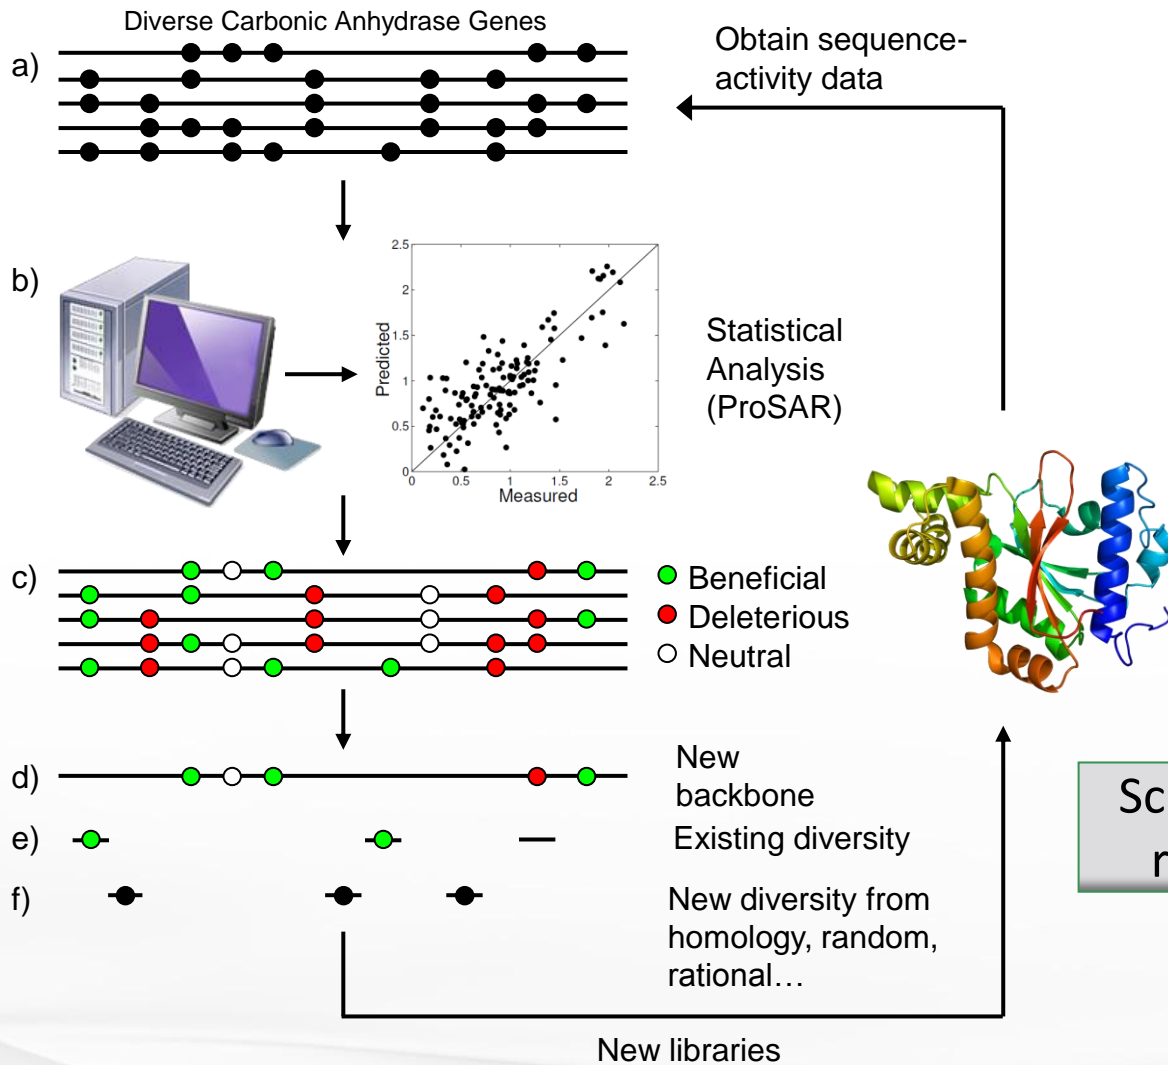 Diverse Carbonic Anhydrase Genes
a)
Obtain sequence-
activity data
b)
2.5
2
1.5
1
0.5
0
Predicted
0
0.5
1
1.5
2
2.5
Measured
Statistical
Analysis
(ProSAR)
c)
Beneficial
Deleterious
Neutral
d)
New
backbone
e)
Existing diversity
f)
New diversity from
homology, random,
rational…
New libraries
Sc
r